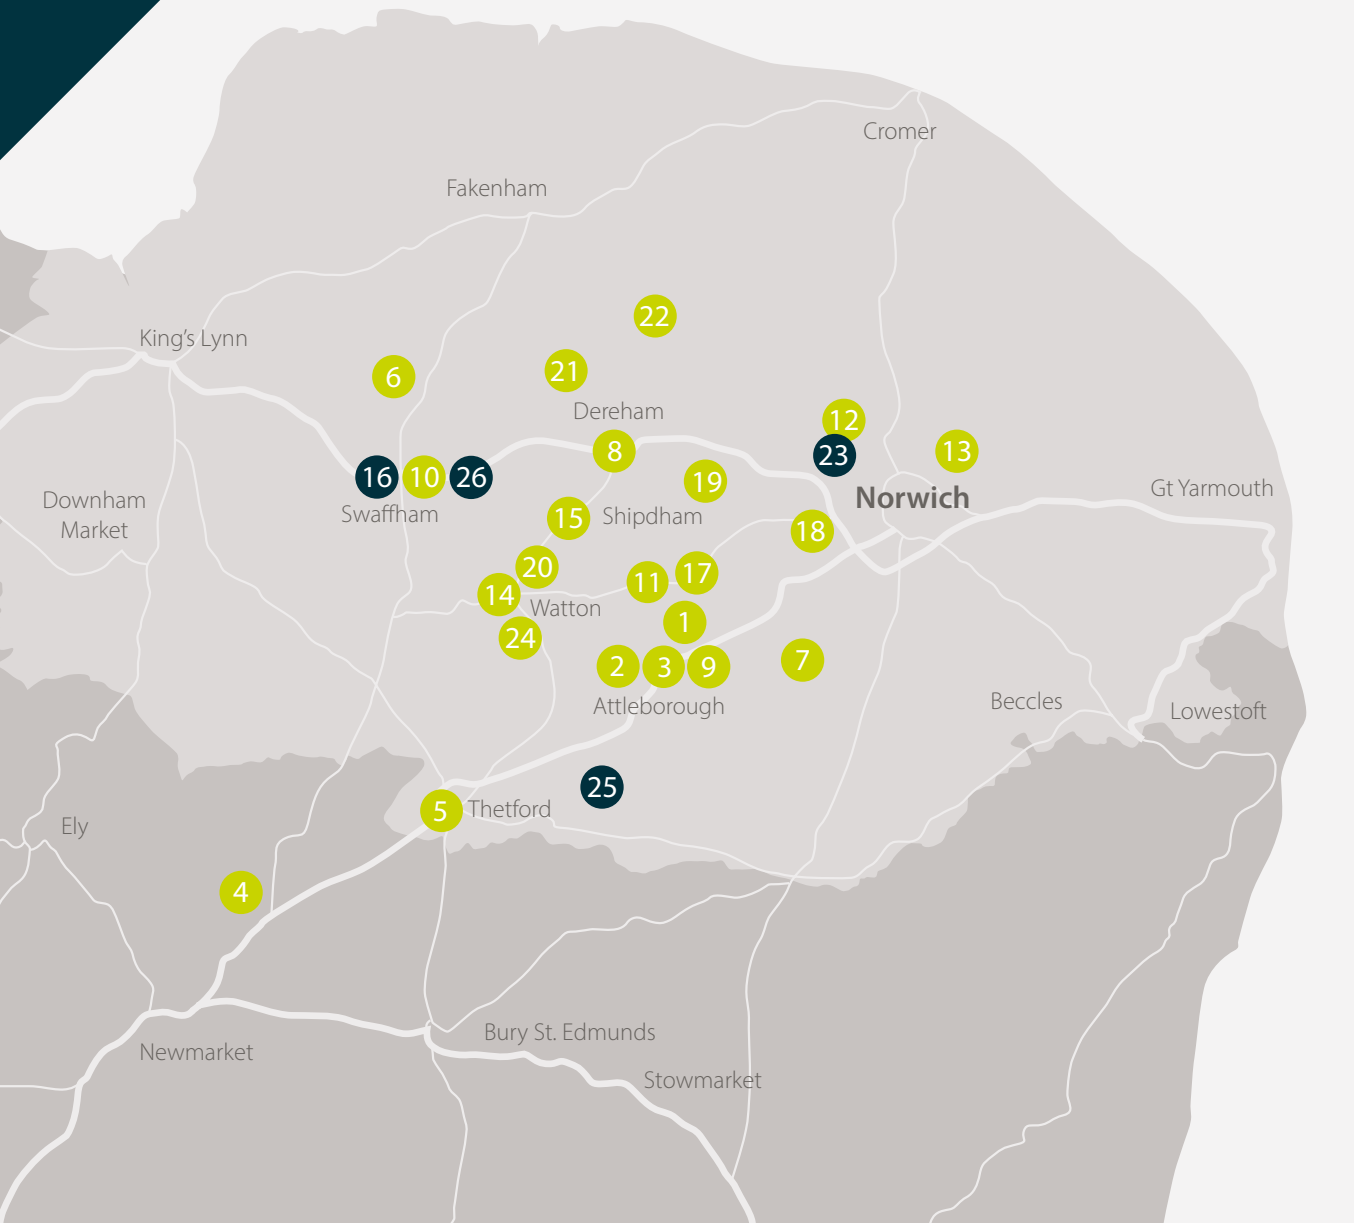 Cromer
Fakenham
22
King's Lynn
6
21
Dereham
12
8
23
13
16
10
26
19
Downham
Market
Swaffham
15
Shipdham
Norwich
Gt Yarmouth
18
20
14
Watton
11
17
24
1
2
3
9
7
Attleborough
Beccles
Lowestoft
25
5
Thetford
Ely
4
Newmarket
Bury St. Edmunds
Stowmarket